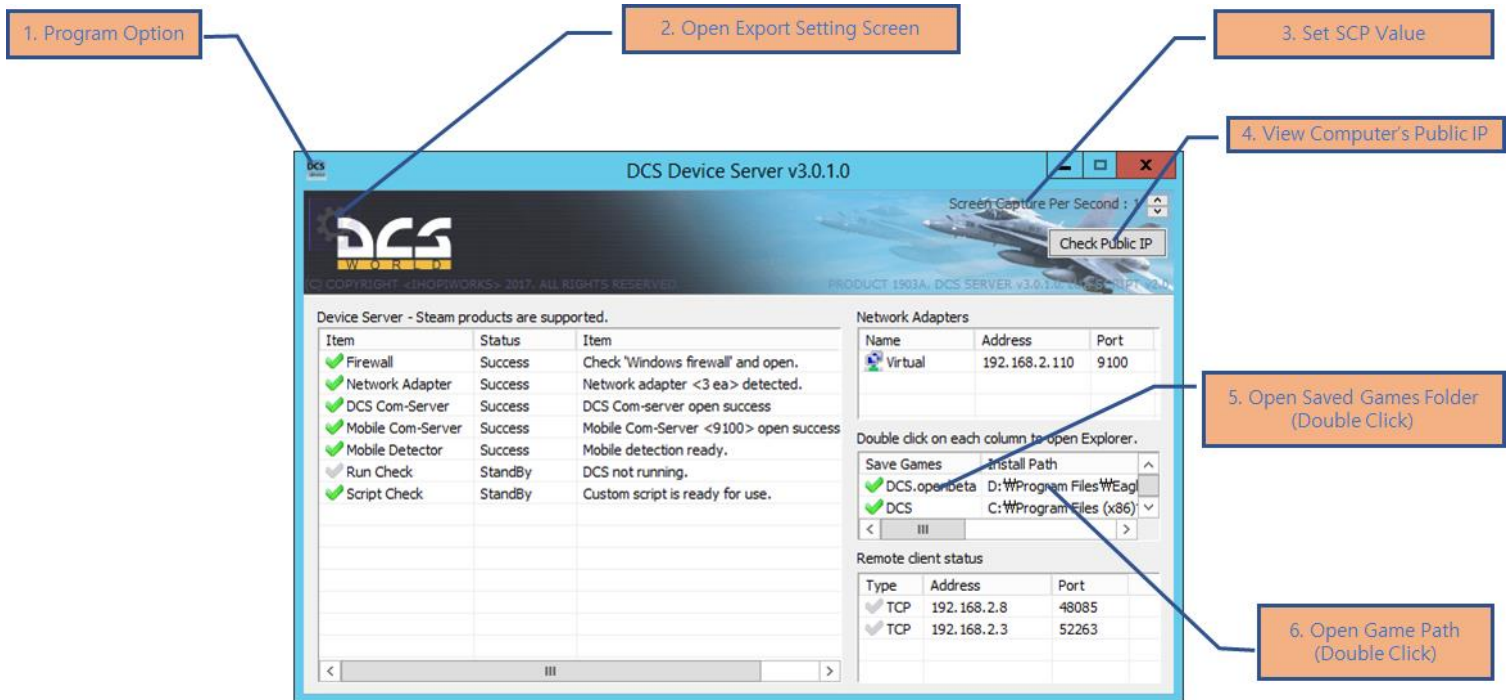 1. Program Option
2. Open Export Setting Screen
3. Set SCP Value
4. View Computer's Public IP
DCS
DCS Device Server v3.0.1.0
Screen Capture Per Second : 1
Check Public IP
DCS
WORLD
(C) COPYRIGHT <IHOPIWORKS> 2017. ALL RIGHTS RESERVED
PRODUCT 1903A. DCS SERVER v3.0.1.0.
Device Server - Steam products are supported.
Item Status Item
Firewall Success Check 'Windows firewall' and open.
Network Adapter Success Network adapter <3 ea> detected.
DCS Com-Server Success DCS Com-server open success
Mobile Com-Server Success Mobile Com-Server <9100> open success
Mobile Detector Success Mobile detection ready.
Run Check StandBy DCS not running.
Script Check StandBy Custom script is ready for use.
Network Adapters
Name Address Port
Virtual 192.168.2.110 9100
Double click on each column to open Explorer.
Save Games Install Path
DCS.openbeta D:₩Program Files₩Eagl
DCS C:₩Program Files (x86)
Remote client status
Type Address Port
TCP 192.168.2.8 48085
TCP 192.168.2.3 52263
5. Open Saved Games Folder
(Double Click)
6. Open Game Path
(Double Click)